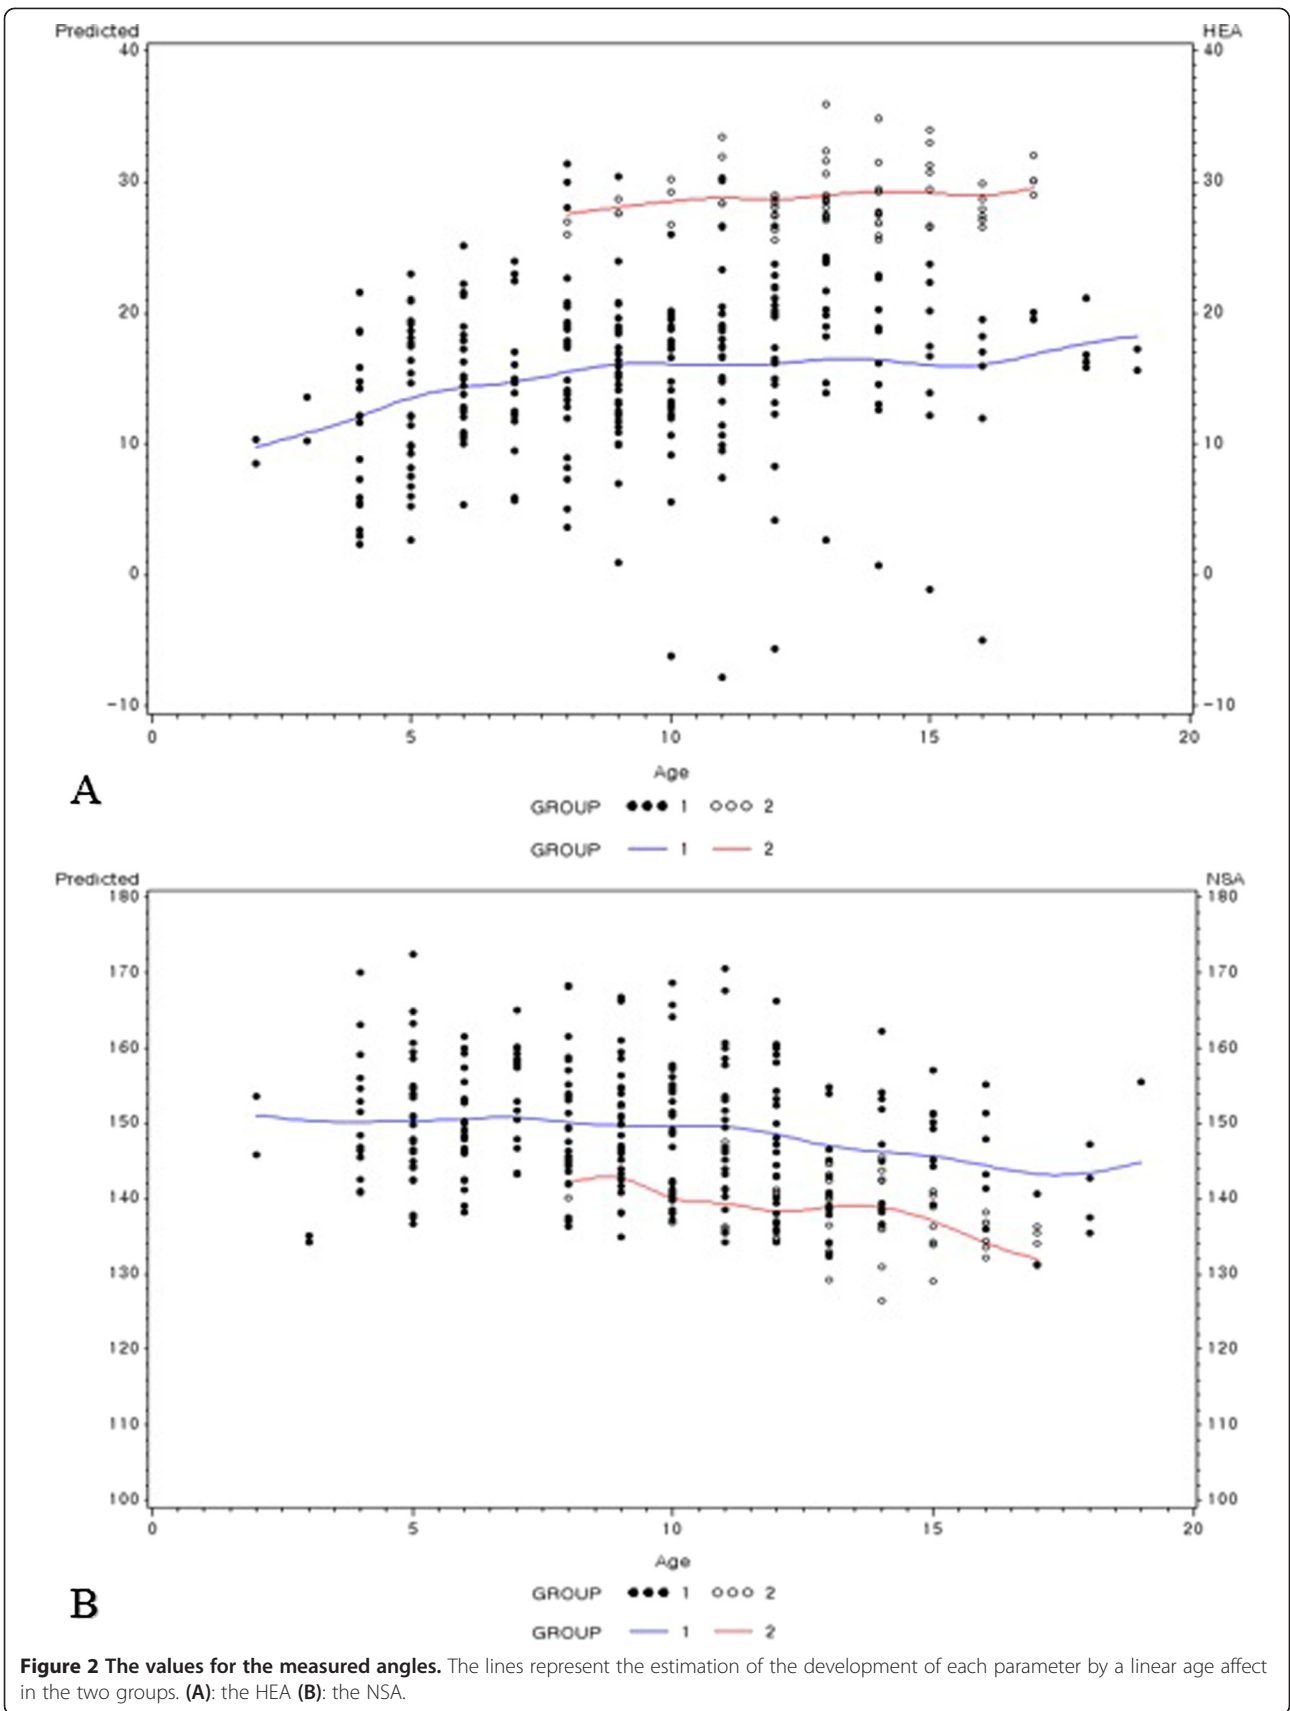 Predicted HEA
40 40
30 30
20 20
10 10
0 0
−10 −10
0 5 10 15 20
Age
A
GROUP 1 2
GROUP 1 2
Predicted NSA
180 180
170 170
160 160
150 150
140 140
130 130
120 120
110 110
100 100
0 5 10 15 20
Age
B
GROUP 1 2
GROUP 1 2
Figure 2 The values for the measured angles. The lines represent the estimation of the development of each parameter by a linear age affect
in the two groups. (A): the HEA (B): the NSA.